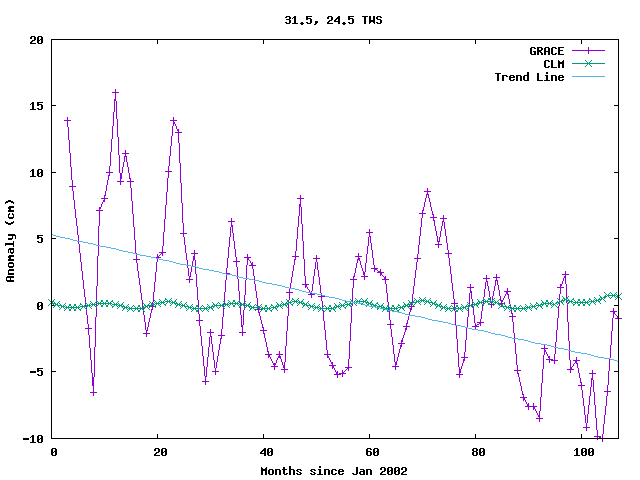 31.5, 24.5 TWS
GRACE
CLM
Trend Line
20
15
10
5
0
-5
-10
0 20 40 60 80 100
Anomaly (cm)
Months since Jan 2002